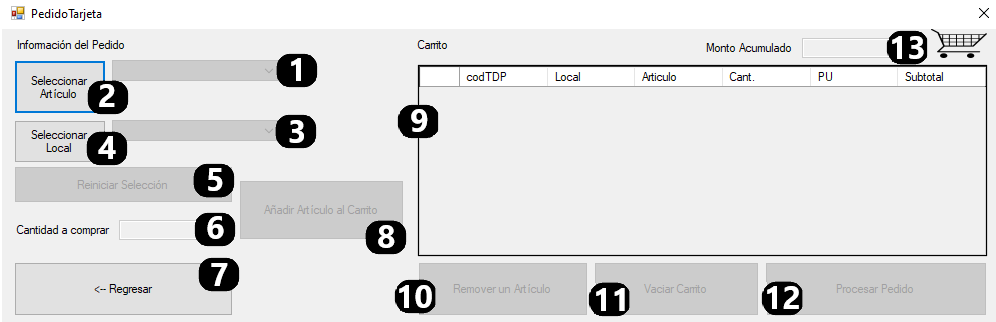 PedidoTarjeta
Información del Pedido
Seleccionar
Artículo
2
1
Seleccionar
Local
4
3
Reiniciar Selección
5
Cantidad a comprar
6
Añadir Artículo al Carrito
8
<-- Regresar
7
Carrito
Monto Acumulado
13
codTDP Local Articulo Cant. PU Subtotal
9
10
Remover un Artículo
11
Vaciar Carrito
12
Procesar Pedido